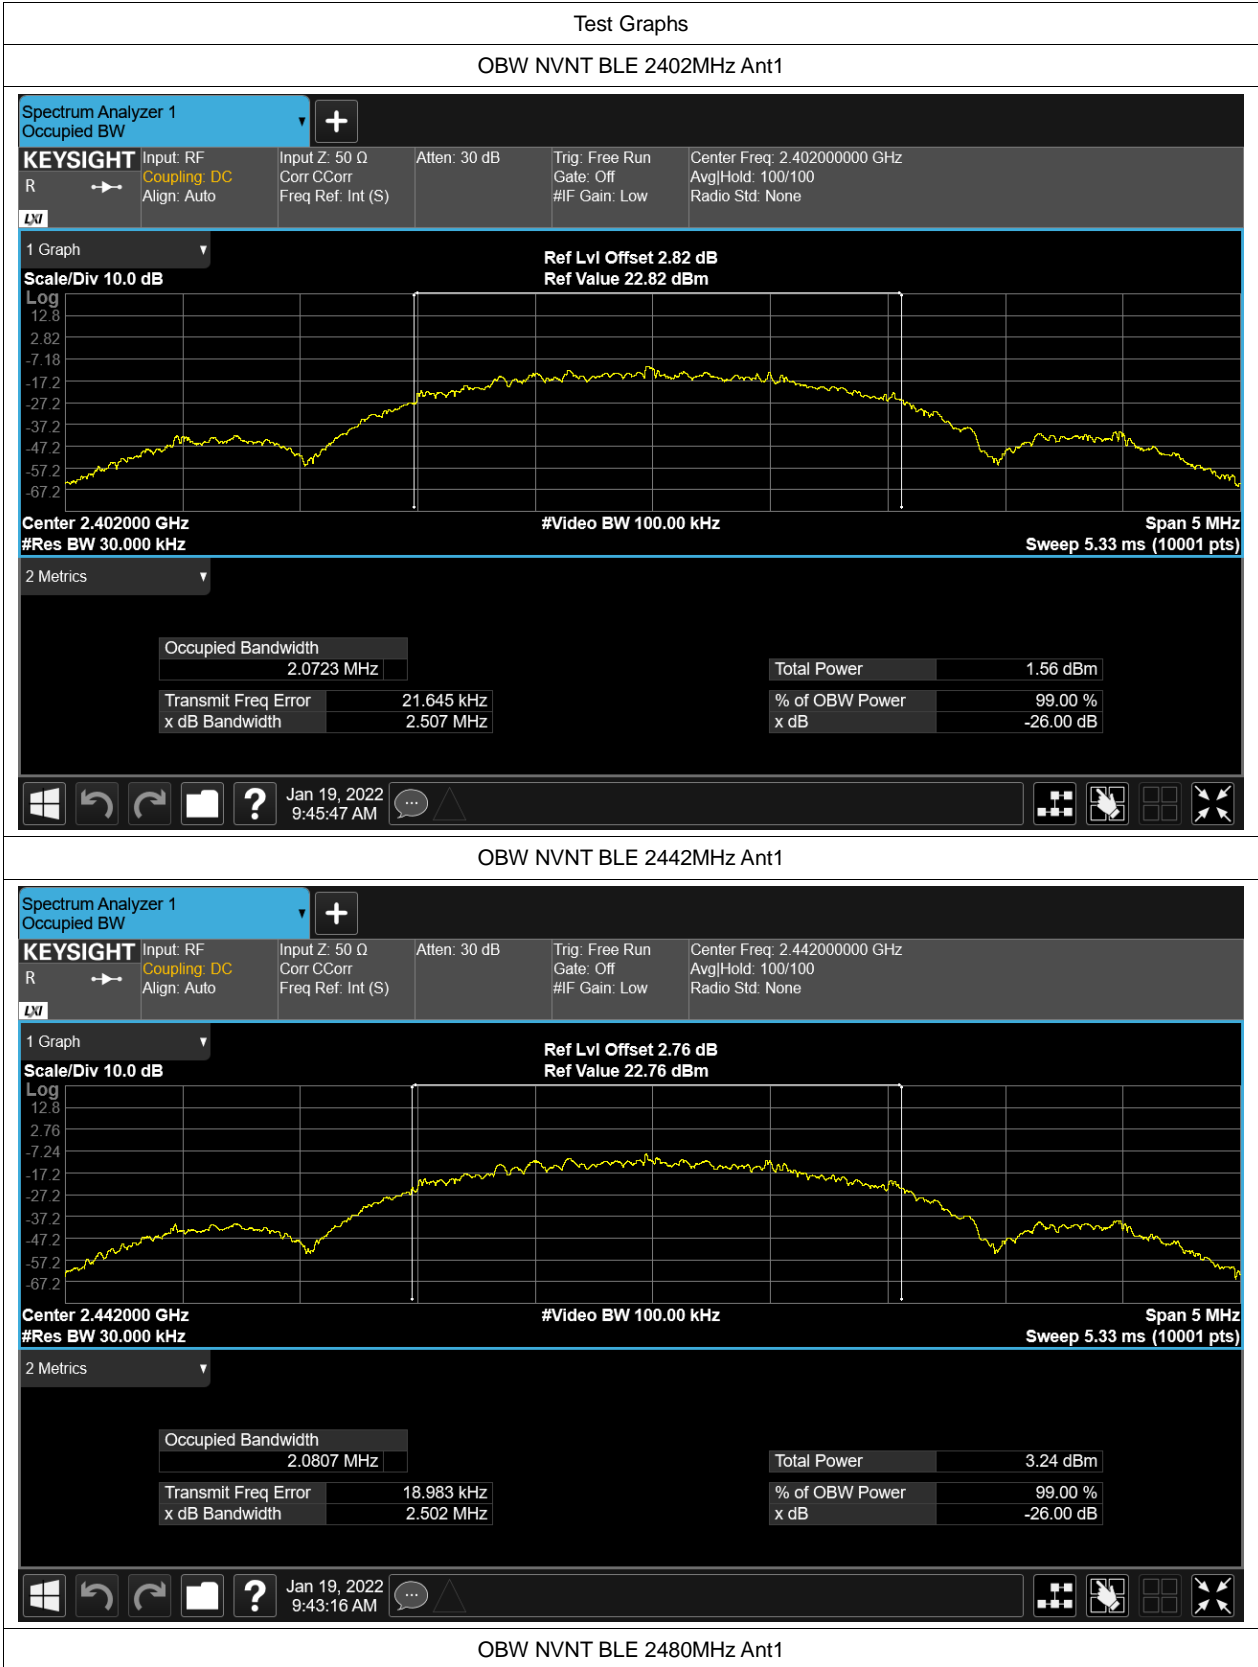 Test Graphs
OBW NVNT BLE 2402MHz Ant1
Spectrum Analyzer 1
Occupied BW
KEYSIGHT Input: RF Input Z: 50 Ω Atten: 30 dB Trig: Free Run Center Freq: 2.402000000 GHz
R Coupling: DC Corr CCorr Gate: Off Avg|Hold: 100/100
Align: Auto Freq Ref: Int (S) #IF Gain: Low Radio Std: None
LXI
1 Graph
Ref Lvl Offset 2.82 dB
Scale/Div 10.0 dB Ref Value 22.82 dBm
Log
12.8
2.82
-7.18
-17.2
-27.2
-37.2
-47.2
-57.2
-67.2
Center 2.402000 GHz #Video BW 100.00 kHz Span 5 MHz
#Res BW 30.000 kHz Sweep 5.33 ms (10001 pts)
2 Metrics
Occupied Bandwidth
2.0723 MHz Total Power 1.56 dBm
Transmit Freq Error 21.645 kHz % of OBW Power 99.00 %
x dB Bandwidth 2.507 MHz x dB -26.00 dB
? Jan 19, 2022
9:45:47 AM
OBW NVNT BLE 2442MHz Ant1
Spectrum Analyzer 1
Occupied BW
KEYSIGHT Input: RF Input Z: 50 Ω Atten: 30 dB Trig: Free Run Center Freq: 2.442000000 GHz
R Coupling: DC Corr CCorr Gate: Off Avg|Hold: 100/100
Align: Auto Freq Ref: Int (S) #IF Gain: Low Radio Std: None
LXI
1 Graph
Ref Lvl Offset 2.76 dB
Scale/Div 10.0 dB Ref Value 22.76 dBm
Log
12.8
2.76
-7.24
-17.2
-27.2
-37.2
-47.2
-57.2
-67.2
Center 2.442000 GHz #Video BW 100.00 kHz Span 5 MHz
#Res BW 30.000 kHz Sweep 5.33 ms (10001 pts)
2 Metrics
Occupied Bandwidth
2.0807 MHz Total Power 3.24 dBm
Transmit Freq Error 18.983 kHz % of OBW Power 99.00 %
x dB Bandwidth 2.502 MHz x dB -26.00 dB
? Jan 19, 2022
9:43:16 AM
OBW NVNT BLE 2480MHz Ant1